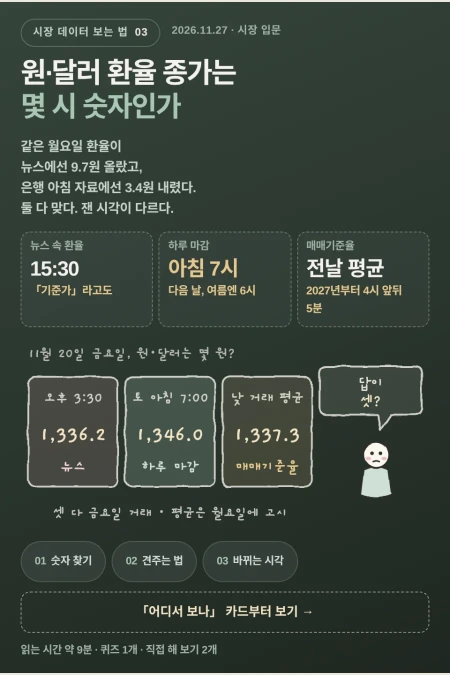 시장 데이터 보는 법 03
2026.11.27 · 시장 입문
원·달러 환율 종가는
몇 시 숫자인가
같은 월요일 환율이
뉴스에선 9.7원 올랐고,
은행 아침 자료에선 3.4원 내렸다.
둘 다 맞다. 잰 시각이 다르다.
뉴스 속 환율
15:30
「기준가」라고도
하루 마감
아침 7시
다음 날, 여름엔 6시
매매기준율
전날 평균
2027년부터 4시 앞뒤
5분
11월 20일 금요일, 원·달러는 몇 원?
오후 3:30
1,336.2
뉴스
토 아침 7:00
1,346.0
하루 마감
낮 거래 평균
1,337.3
매매기준율
답이
셋?
셋 다 금요일 거래 · 평균은 월요일에 고시
01 숫자 찾기
02 견주는 법
03 바뀌는 시각
「어디서 보나」 카드부터 보기 →
읽는 시간 약 9분 · 퀴즈 1개 · 직접 해 보기 2개